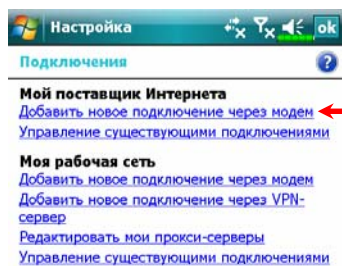 Настройка
ok
Подключения
?
Мой поставщик Интернета
Добавить новое подключение через модем
Управление существующими подключениями
Моя рабочая сеть
Добавить новое подключение через модем
Добавить новое подключение через VPN-
сервер
Редактировать мои прокси-серверы
Управление существующими подключениями